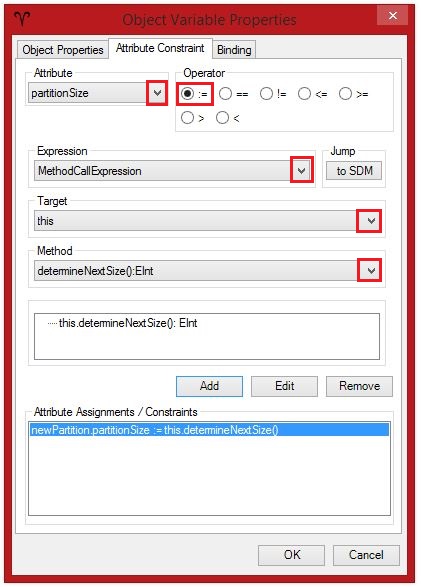 Object Variable Properties
Object Properties Attribute Constraint Binding
Attribute Operator
partitionSize := == != <= >=
> <
Expression Jump
MethodCallExpression to SDM
Target
this
Method
determineNextSize():EInt
this.determineNextSize(): EInt
Add Edit Remove
Attribute Assignments / Constraints
newPartition.partitionSize := this.determineNextSize()
OK Cancel